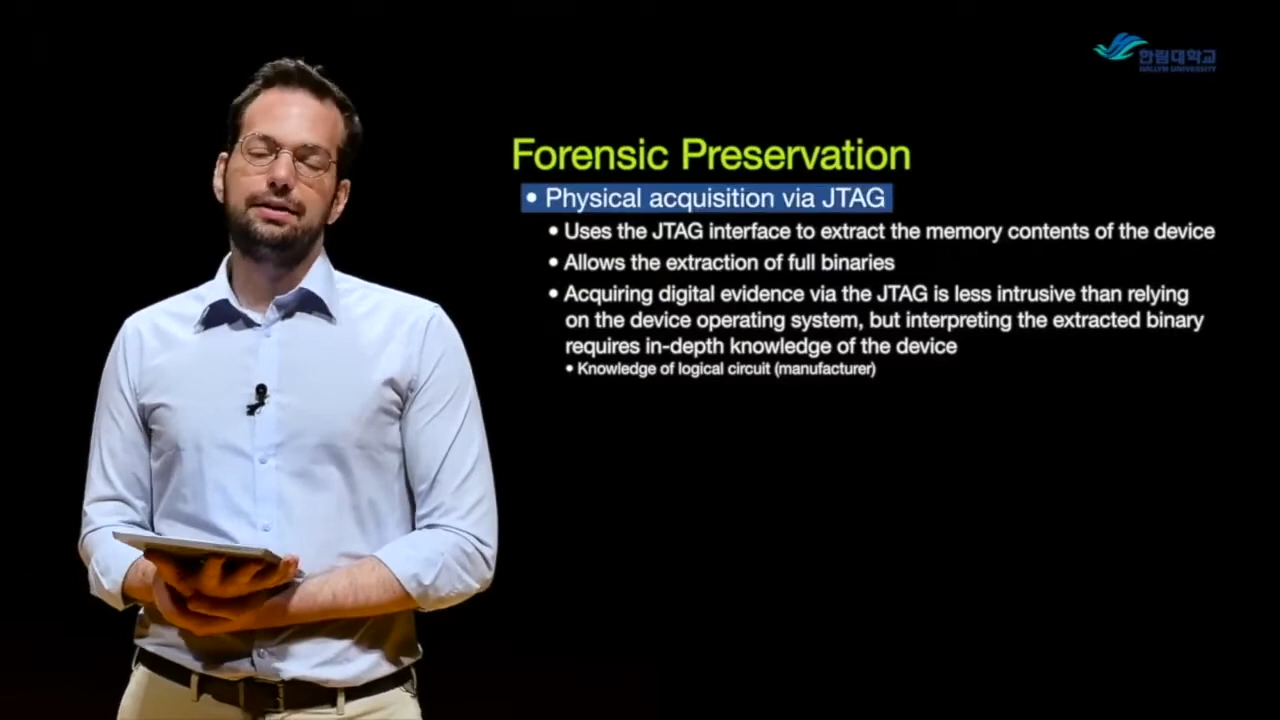 한림대학교
HALLYM UNIVERSITY
Forensic Preservation
• Physical acquisition via JTAG
• Uses the JTAG interface to extract the memory contents of the device
• Allows the extraction of full binaries
• Acquiring digital evidence via the JTAG is less intrusive than relying
on the device operating system, but interpreting the extracted binary
requires in-depth knowledge of the device
• Knowledge of logical circuit (manufacturer)